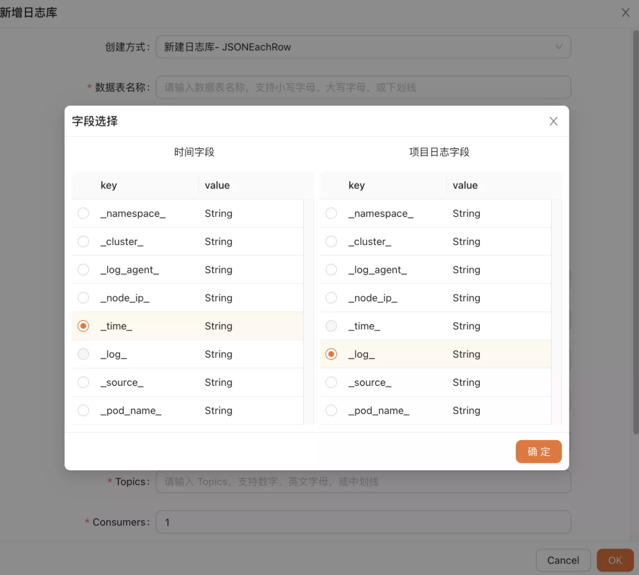 新增日志库
创建方式: 新建日志库- JSONEachRow
* 数据表名称: 请输入数据表名称，支持小写字母、大写字母、或下划线
字段选择
时间字段
key value
_namespace_ String
_cluster_ String
_log_agent_ String
_node_ip_ String
_time_ String
_log_ String
_source_ String
_pod_name_ String
项目日志字段
key value
_namespace_ String
_cluster_ String
_log_agent_ String
_node_ip_ String
_time_ String
_log_ String
_source_ String
_pod_name_ String
确 定
* Topics: 请输入 Topics，支持数字、英文字母、或中划线
* Consumers: 1
Cancel OK